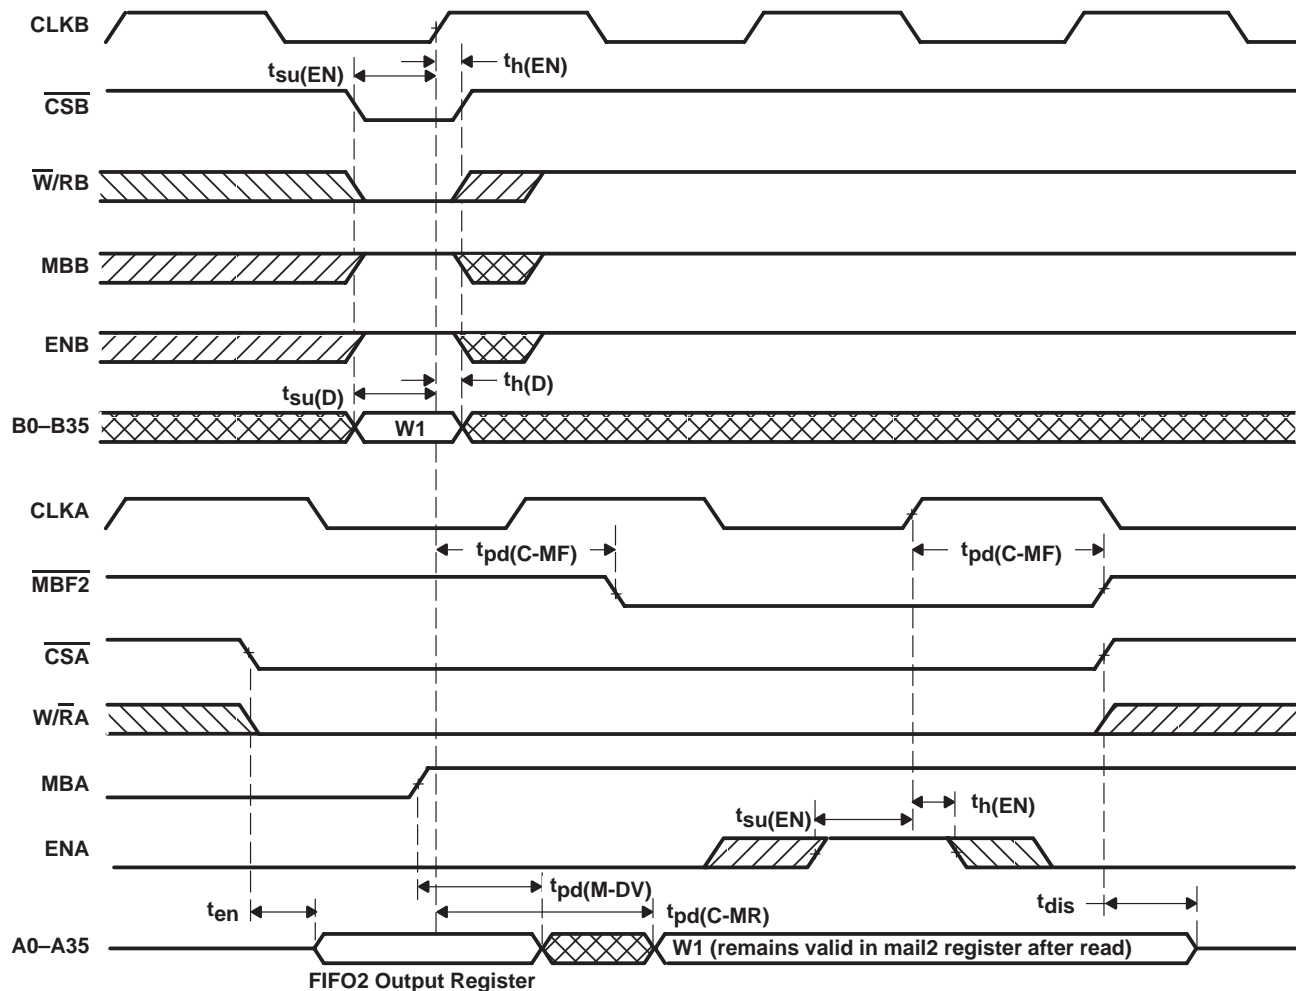 CLKB
tsu(EN)
th(EN)
CSB
W/RB
MBB
ENB
tsu(D)
th(D)
B0–B35
W1
CLKA
tpd(C-MF)
tpd(C-MF)
MBF2
CSA
W/RA
MBA
tsu(EN)
th(EN)
ENA
ten
tpd(M-DV)
tpd(C-MR)
tdis
A0–A35
W1 (remains valid in mail2 register after read)
FIFO2 Output Register